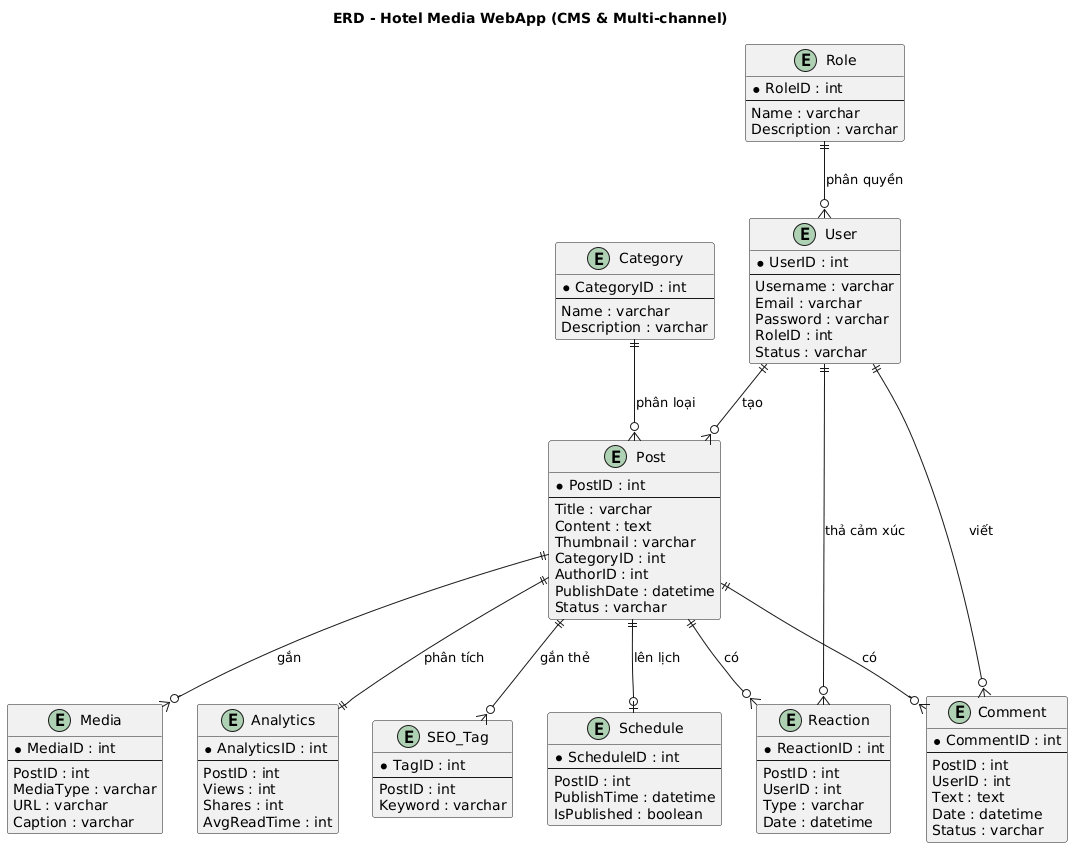 ERD - Hotel Media WebApp (CMS & Multi-channel)
E Role
* RoleID : int
Name : varchar
Description : varchar
phân quyền
E User
* UserID : int
Username : varchar
Email : varchar
Password : varchar
RoleID : int
Status : varchar
E Category
* CategoryID : int
Name : varchar
Description : varchar
phân loại
tạo
thả cảm xúc
viết
E Post
* PostID : int
Title : varchar
Content : text
Thumbnail : varchar
CategoryID : int
AuthorID : int
PublishDate : datetime
Status : varchar
gắn
phân tích
gắn thẻ
lên lịch
có
có
E Media
* MediaID : int
PostID : int
MediaType : varchar
URL : varchar
Caption : varchar
E Analytics
* AnalyticsID : int
PostID : int
Views : int
Shares : int
AvgReadTime : int
E SEO_Tag
* TagID : int
PostID : int
Keyword : varchar
E Schedule
* ScheduleID : int
PostID : int
PublishTime : datetime
IsPublished : boolean
E Reaction
* ReactionID : int
PostID : int
UserID : int
Type : varchar
Date : datetime
E Comment
* CommentID : int
PostID : int
UserID : int
Text : text
Date : datetime
Status : varchar